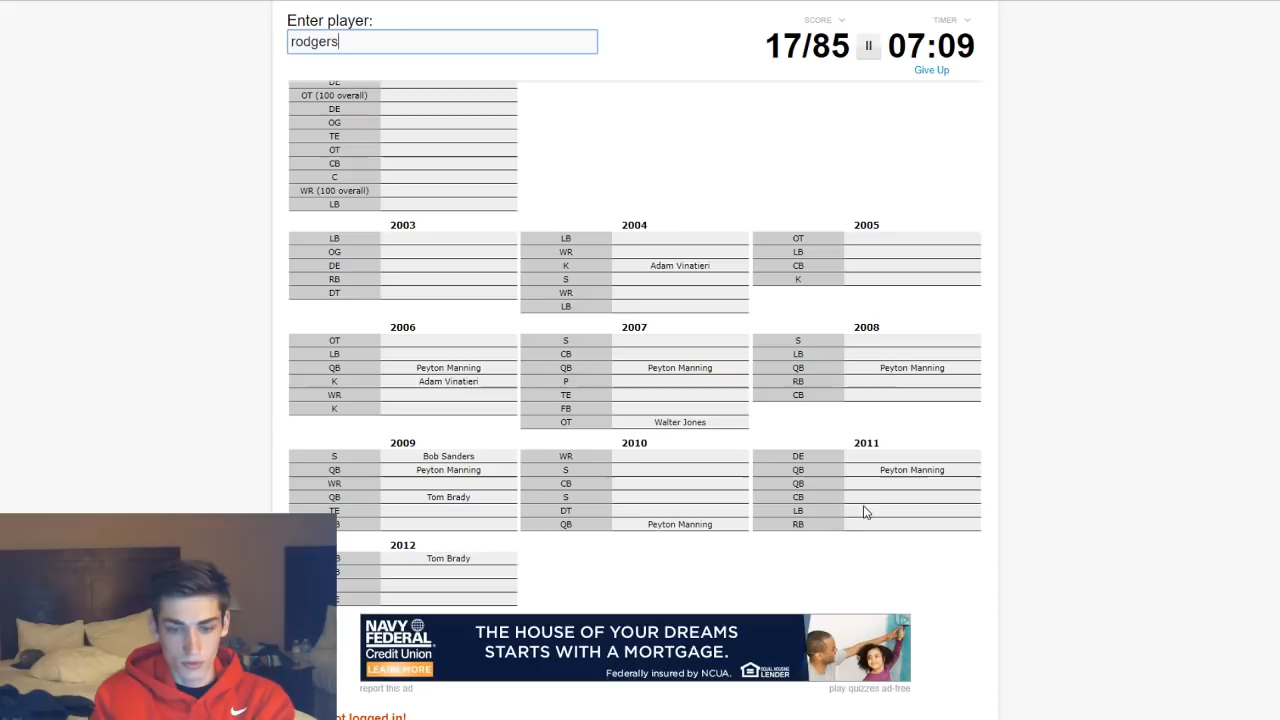 Enter player:
rodgers
SCORE
TIMER
17/85
07:09
Give Up
DE
OT (100 overall)
DE
OG
TE
OT
CB
C
WR (100 overall)
LB
2003 2004 2005
LB LB OT
OG WR LB
DE K Adam Vinatieri CB
RB S K
DT WR
LB
2006 2007 2008
OT S S
LB CB LB
QB Peyton Manning QB Peyton Manning QB Peyton Manning
K Adam Vinatieri P RB
WR TE CB
K FB
OT Walter Jones
2009 2010 2011
S Bob Sanders WR DE
QB Peyton Manning S QB Peyton Manning
WR CB QB
QB Tom Brady S CB
TE DT LB
QB Peyton Manning RB
2012
Tom Brady
NAVY FEDERAL Credit Union
LEARN MORE
THE HOUSE OF YOUR DREAMS
STARTS WITH A MORTGAGE.
Federally insured by NCUA.
EQUAL HOUSING LENDER
report this ad
play quizzes ad-free
not logged in!